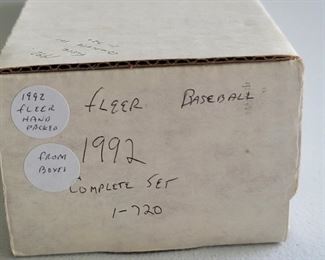 1992
FLEER
HAND
PACKED
FROM
BOXES
FLEER BASEBALL
1992
COMPLETE SET
1-720